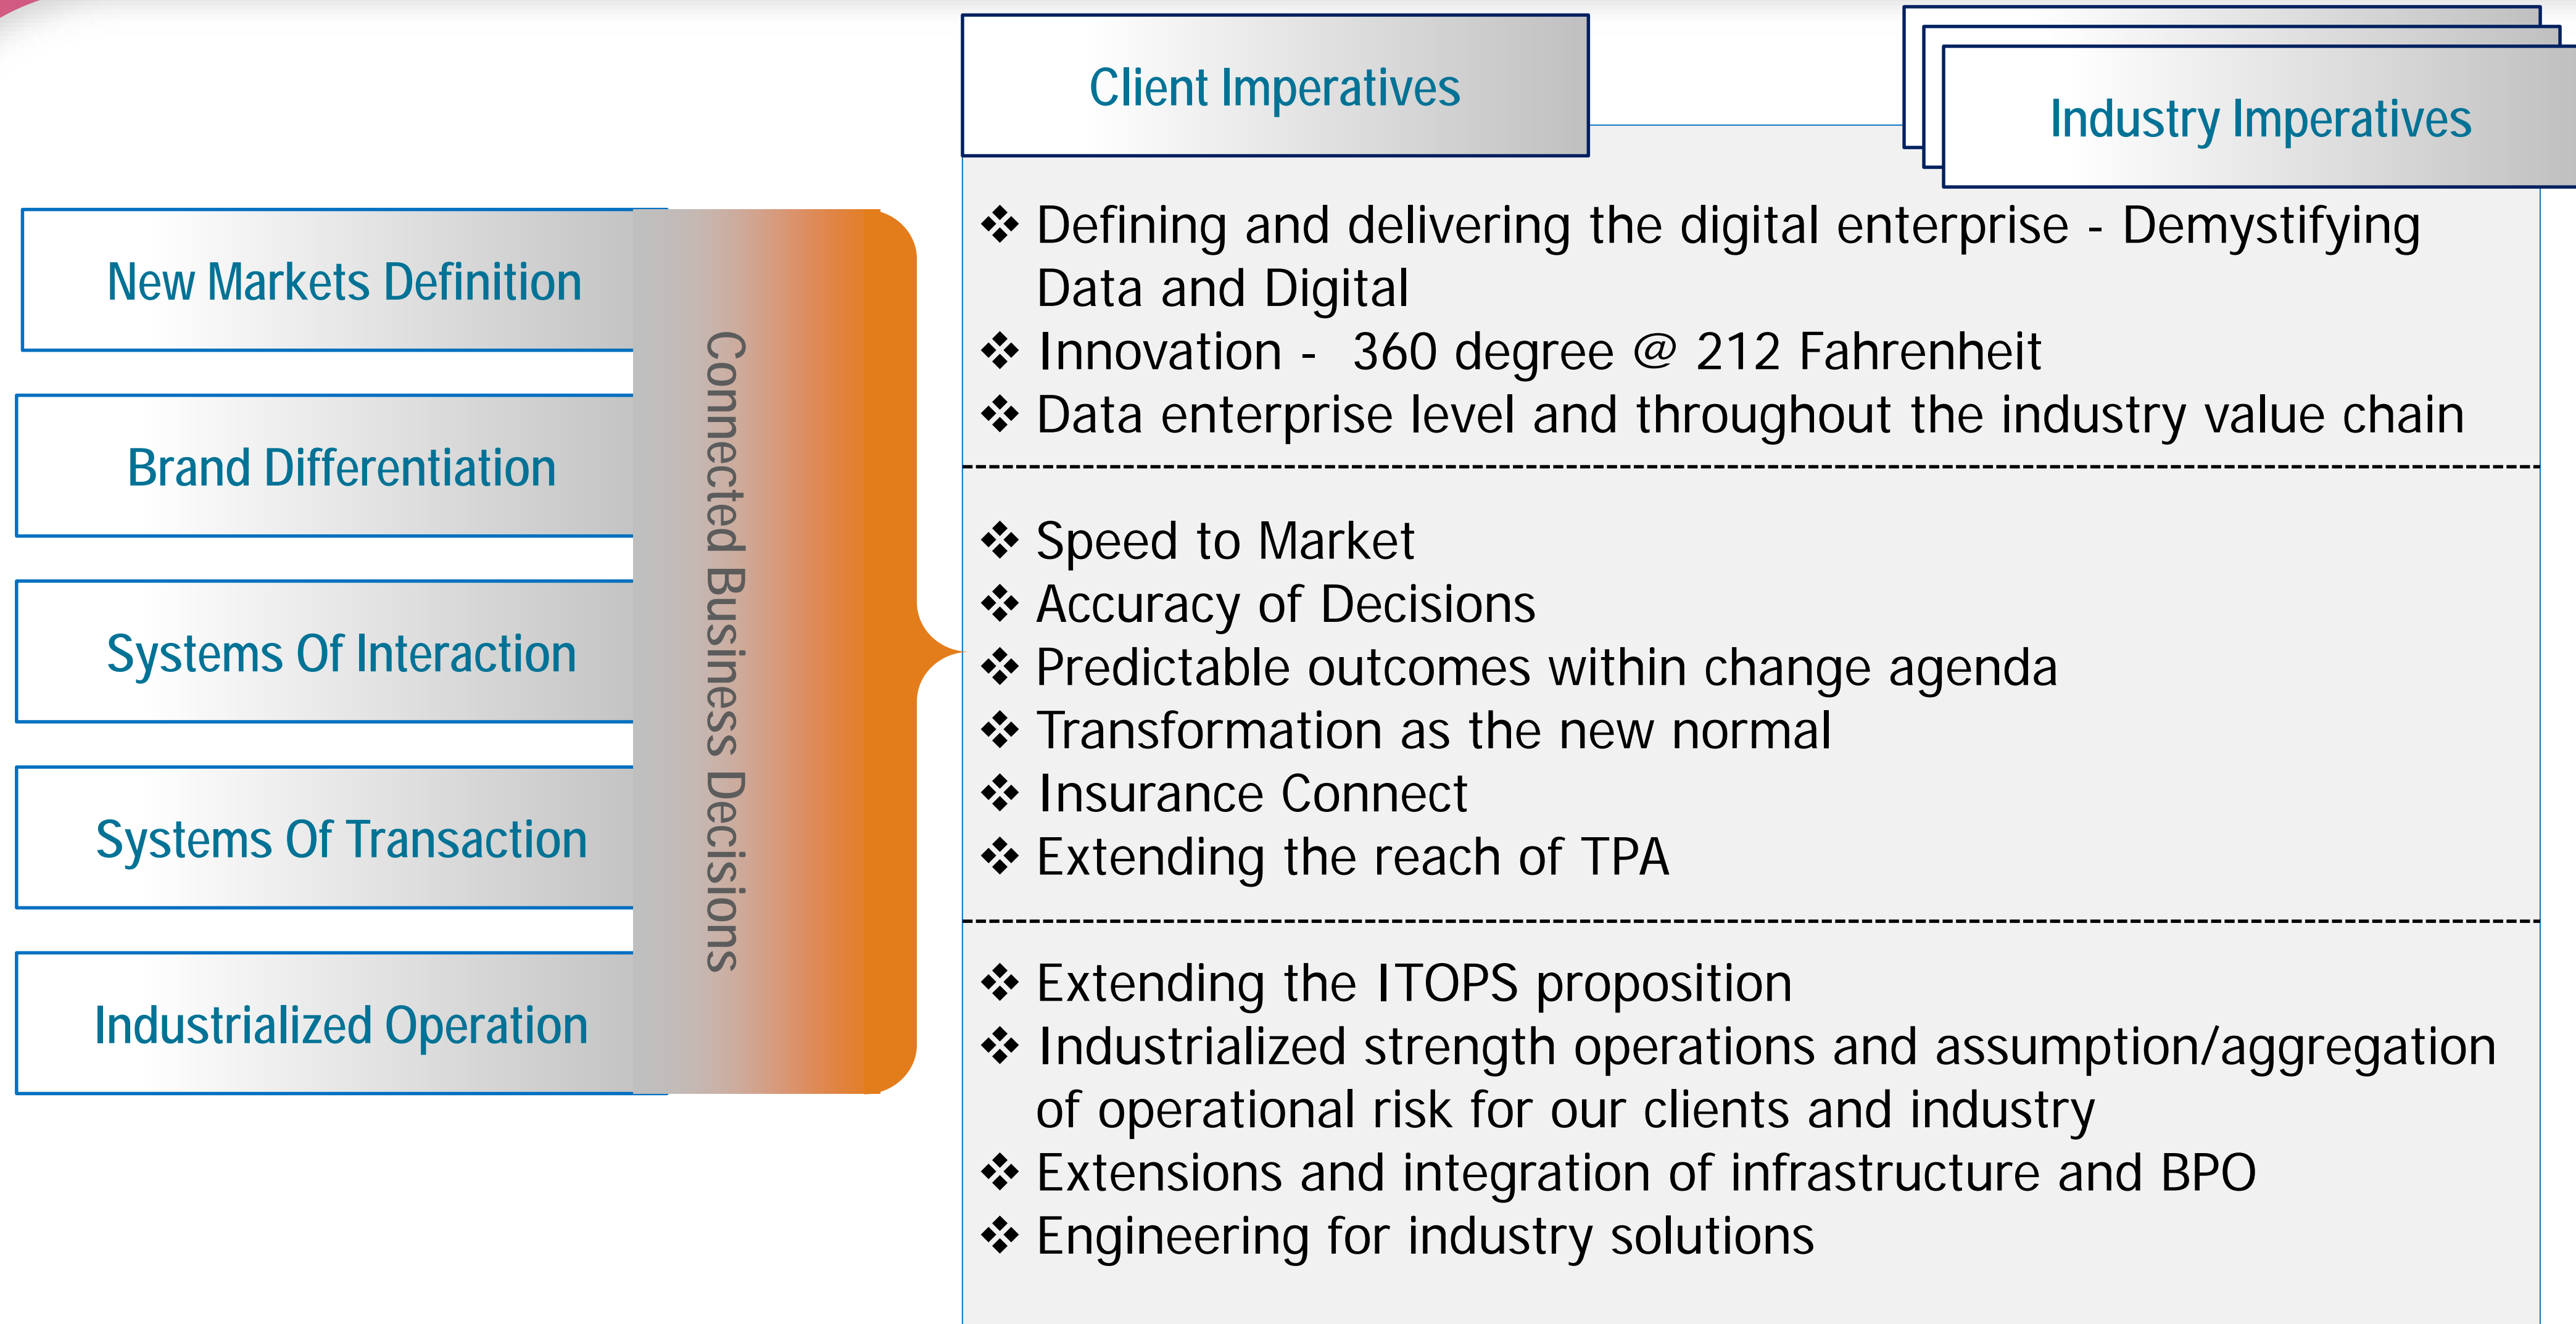 Client Imperatives
Industry Imperatives
New Markets Definition
Brand Differentiation
Systems Of Interaction
Systems Of Transaction
Industrialized Operation
Connected Business Decisions
❖ Defining and delivering the digital enterprise - Demystifying
Data and Digital
❖ Innovation - 360 degree @ 212 Fahrenheit
❖ Data enterprise level and throughout the industry value chain
❖ Speed to Market
❖ Accuracy of Decisions
❖ Predictable outcomes within change agenda
❖ Transformation as the new normal
❖ Insurance Connect
❖ Extending the reach of TPA
❖ Extending the ITOPS proposition
❖ Industrialized strength operations and assumption/aggregation
of operational risk for our clients and industry
❖ Extensions and integration of infrastructure and BPO
❖ Engineering for industry solutions